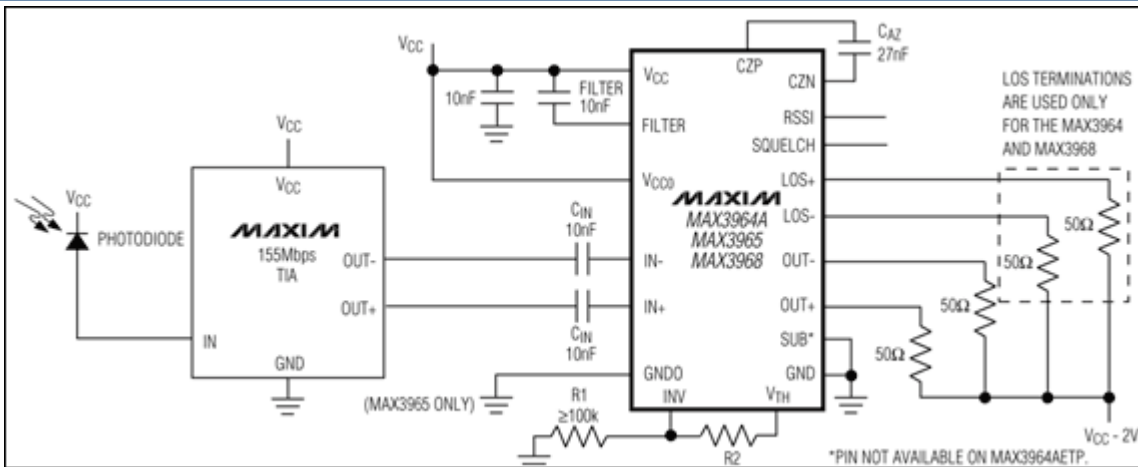 VCC
10nF
FILTER
10nF
VCC
CZP
CZN
CAZ
27nF
FILTER
RSSI
SQUELCH
LOS TERMINATIONS
ARE USED ONLY
FOR THE MAX3964
AND MAX3968
VCC
VCC
MAXIM
155Mbps
TIA
OUT-
OUT+
IN
GND
VCC
PHOTODIODE
CIN
10nF
CIN
10nF
VCCO
MAXIM
MAX3964A
MAX3965
MAX3968
LOS+
LOS-
IN-
OUT-
IN+
OUT+
SUB*
GNDO
GND
INV
VTH
50Ω
50Ω
50Ω
50Ω
(MAX3965 ONLY)
R1
≥100k
R2
VCC - 2V
*PIN NOT AVAILABLE ON MAX3964AETP.